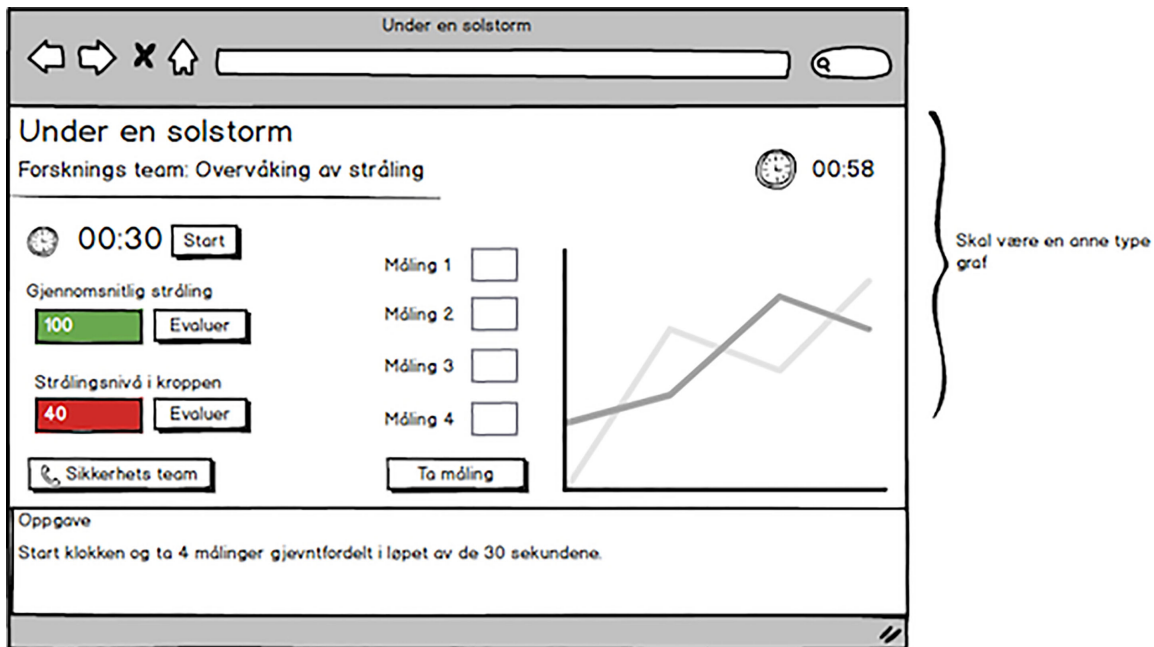 Under en solstorm
Under en solstorm
Forsknings team: Overvåking av stråling
00:58
00:30 Start
Gjennomsnitlig stråling
100 Evaluer
Strålingsnivå i kroppen
40 Evaluer
Sikkerhets team
Måling 1
Måling 2
Måling 3
Måling 4
Ta måling
Skal være en anne type
graf
Oppgave
Start klokken og ta 4 målinger gjevntfordelt i løpet av de 30 sekundene.